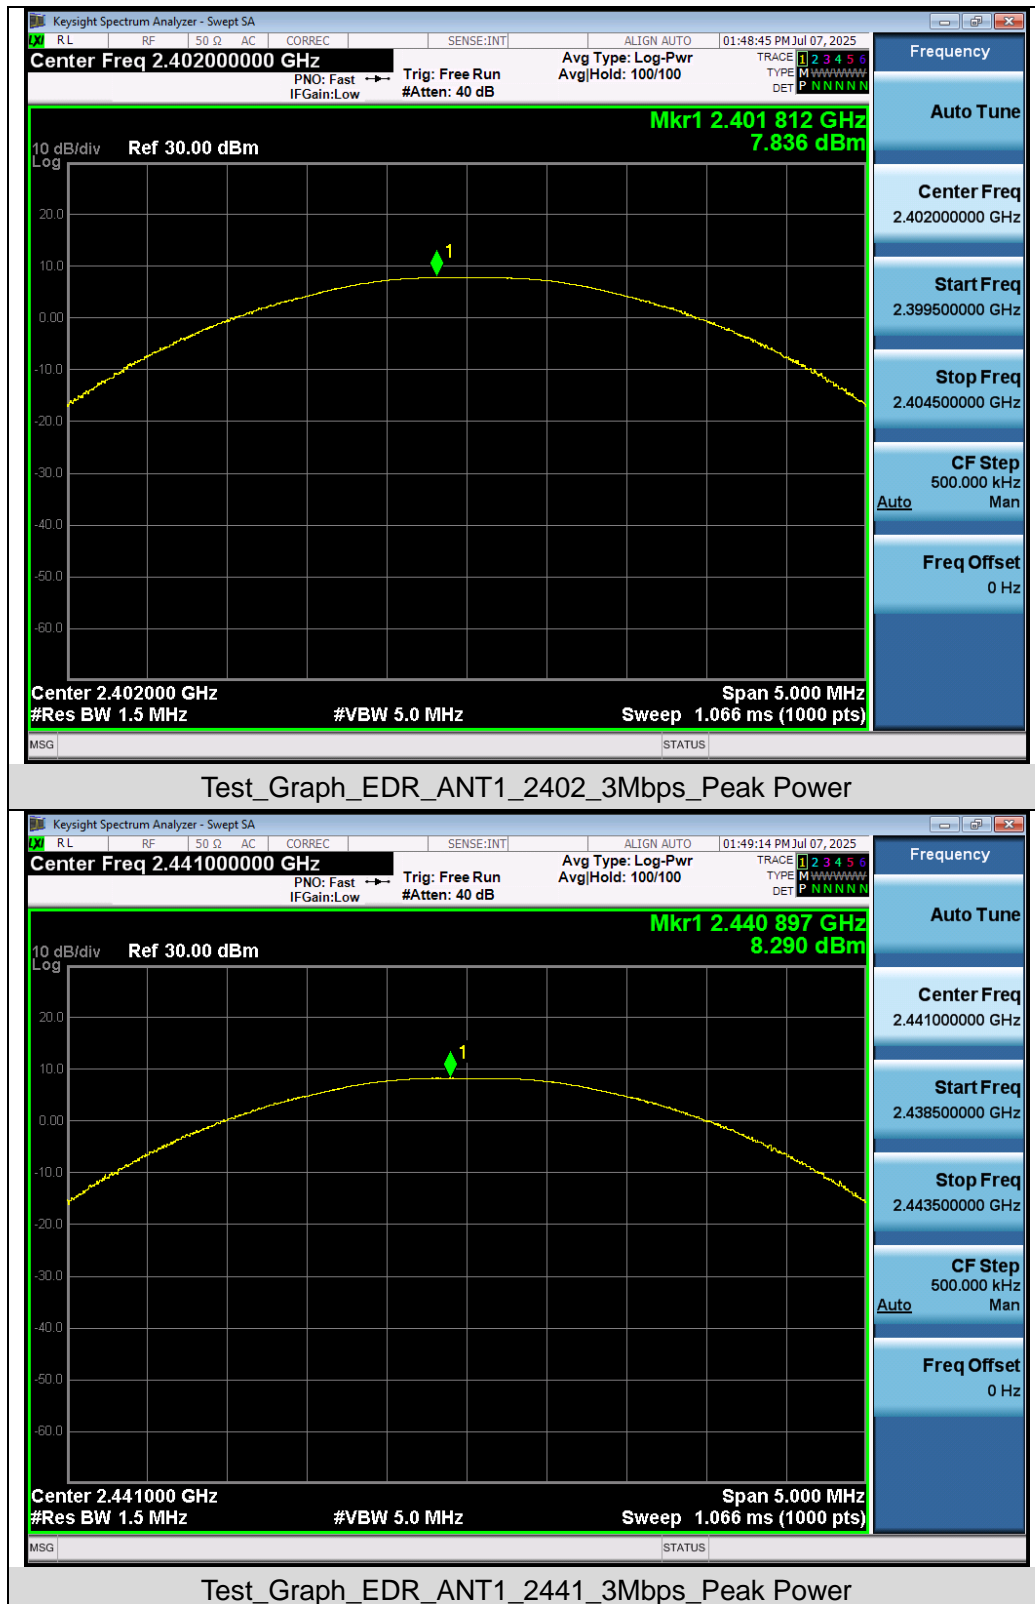 Keysight Spectrum Analyzer - Swept SA
LXI RL RF 50 Ω AC CORREC SENSE:INT ALIGN AUTO 01:48:45 PM Jul 07, 2025
Center Freq 2.402000000 GHz
PNO: Fast
IFGain:Low
Trig: Free Run
#Atten: 40 dB
Avg Type: Log-Pwr
Avg|Hold: 100/100
TRACE 1 2 3 4 5 6
TYPE M WWWWW
DET P N N N N N
Mkr1 2.401 812 GHz
7.836 dBm
10 dB/div Ref 30.00 dBm
Log
20.0
1
10.0
0.00
-10.0
-20.0
-30.0
-40.0
-50.0
-60.0
Center 2.402000 GHz Span 5.000 MHz
#Res BW 1.5 MHz #VBW 5.0 MHz Sweep 1.066 ms (1000 pts)
MSG STATUS
Frequency
Auto Tune
Center Freq
2.402000000 GHz
Start Freq
2.399500000 GHz
Stop Freq
2.404500000 GHz
CF Step
500.000 kHz
Auto Man
Freq Offset
0 Hz
Test_Graph_EDR_ANT1_2402_3Mbps_Peak Power
Keysight Spectrum Analyzer - Swept SA
LXI RL RF 50 Ω AC CORREC SENSE:INT ALIGN AUTO 01:49:14 PM Jul 07, 2025
Center Freq 2.441000000 GHz
PNO: Fast
IFGain:Low
Trig: Free Run
#Atten: 40 dB
Avg Type: Log-Pwr
Avg|Hold: 100/100
TRACE 1 2 3 4 5 6
TYPE M WWWWW
DET P N N N N N
Mkr1 2.440 897 GHz
8.290 dBm
10 dB/div Ref 30.00 dBm
Log
20.0
1
10.0
0.00
-10.0
-20.0
-30.0
-40.0
-50.0
-60.0
Center 2.441000 GHz Span 5.000 MHz
#Res BW 1.5 MHz #VBW 5.0 MHz Sweep 1.066 ms (1000 pts)
MSG STATUS
Frequency
Auto Tune
Center Freq
2.441000000 GHz
Start Freq
2.438500000 GHz
Stop Freq
2.443500000 GHz
CF Step
500.000 kHz
Auto Man
Freq Offset
0 Hz
Test_Graph_EDR_ANT1_2441_3Mbps_Peak Power